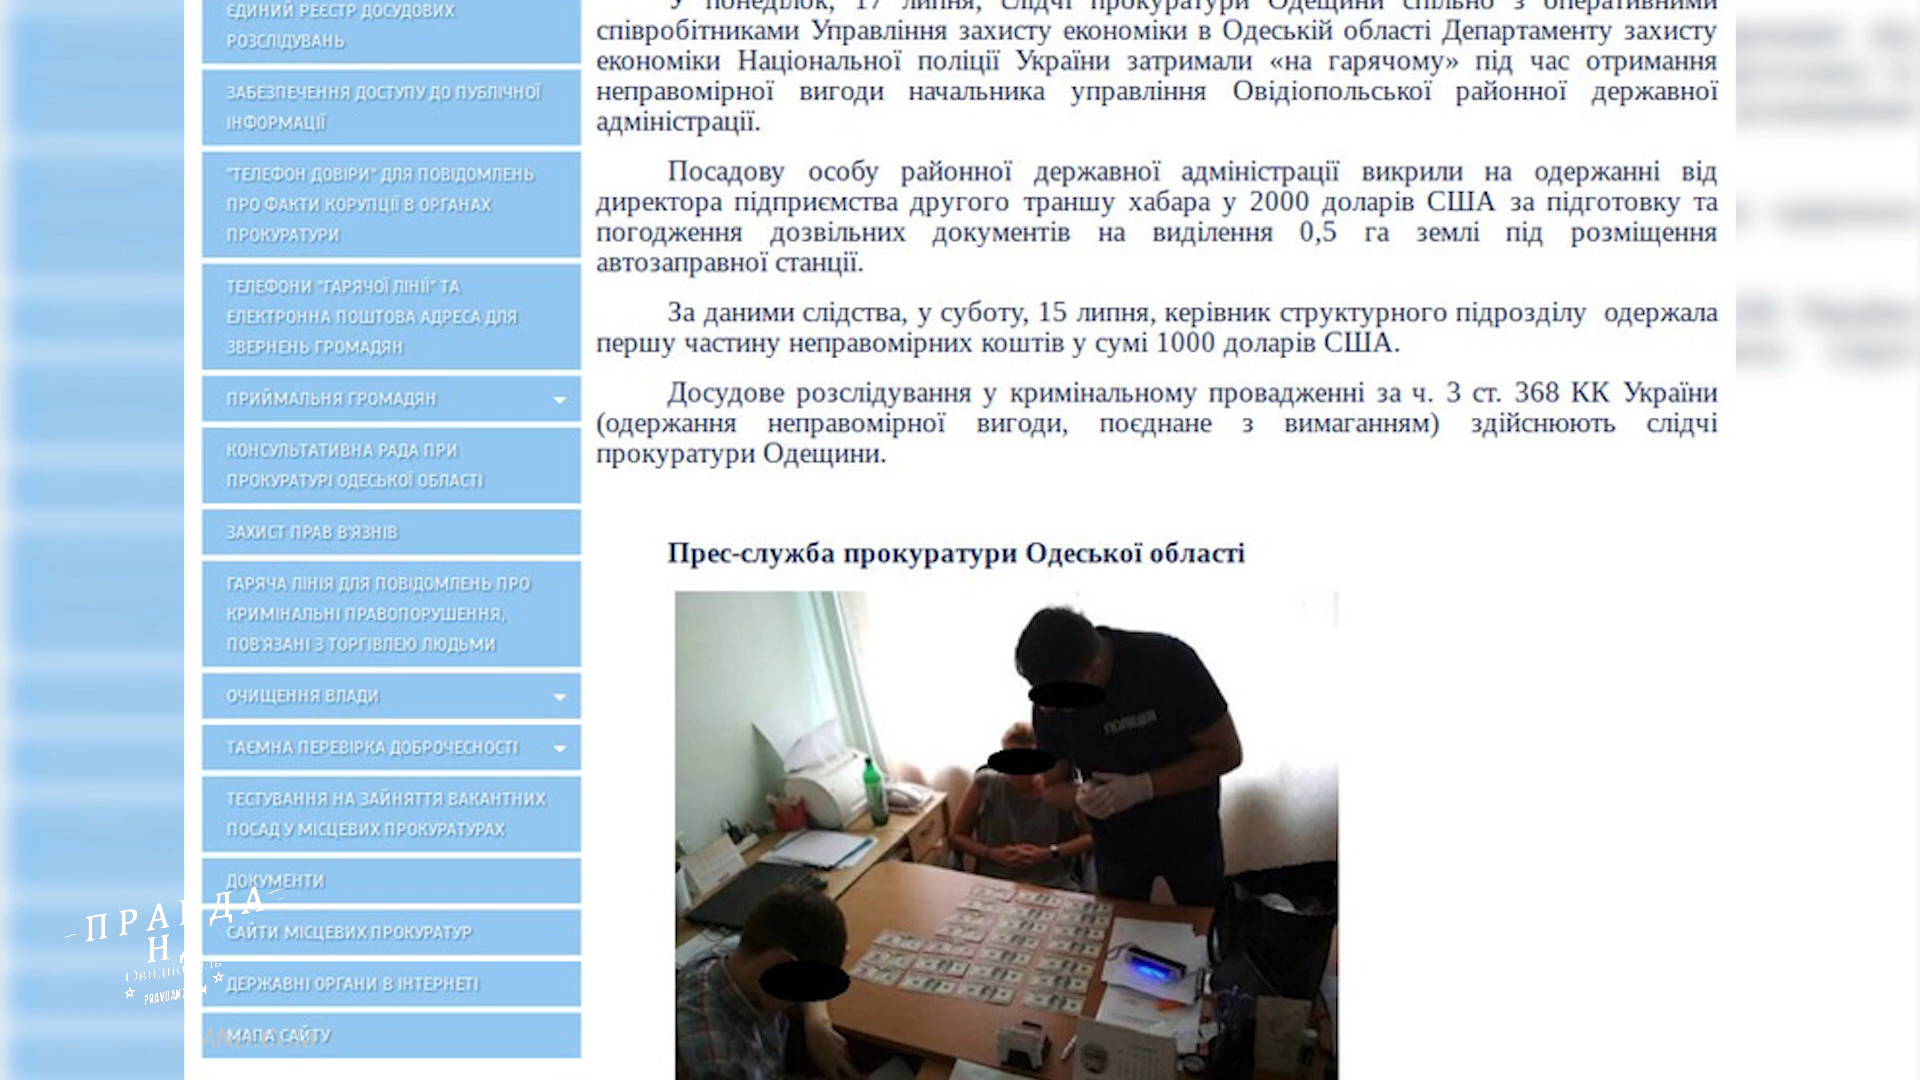 ЄДИНИЙ РЕЄСТР ДОСУДОВИХ
РОЗСЛІДУВАНЬ
ЗАБЕЗПЕЧЕННЯ ДОСТУПУ ДО ПУБЛІЧНОЇ
ІНФОРМАЦІЇ
"ТЕЛЕФОН ДОВІРИ" ДЛЯ ПОВІДОМЛЕНЬ
ПРО ФАКТИ КОРУПЦІЇ В ОРГАНАХ
ПРОКУРАТУРИ
ТЕЛЕФОНИ "ГАРЯЧОЇ ЛІНІЇ" ТА
ЕЛЕКТРОННА ПОШТОВА АДРЕСА ДЛЯ
ЗВЕРНЕНЬ ГРОМАДЯН
ПРИЙМАЛЬНЯ ГРОМАДЯН
КОНСУЛЬТАТИВНА РАДА ПРИ
ПРОКУРАТУРІ ОДЕСЬКОЇ ОБЛАСТІ
ЗАХИСТ ПРАВ В'ЯЗНІВ
ГАРЯЧА ЛІНІЯ ДЛЯ ПОВІДОМЛЕНЬ ПРО
КРИМІНАЛЬНІ ПРАВОПОРУШЕННЯ,
ПОВ'ЯЗАНІ З ТОРГІВЛЕЮ ЛЮДЬМИ
ОЧИЩЕННЯ ВЛАДИ
ТАЄМНА ПЕРЕВІРКА ДОБРОЧЕСНОСТІ
ТЕСТУВАННЯ НА ЗАЙНЯТТЯ ВАКАНТНИХ
ПОСАД У МІСЦЕВИХ ПРОКУРАТУРАХ
ДОКУМЕНТИ
САЙТИ МІСЦЕВИХ ПРОКУРАТУР
ДЕРЖАВНІ ОРГАНИ В ІНТЕРНЕТІ
МАПА САЙТУ
У понеділок, 17 липня, слідчі прокуратури Одещини спільно з оперативними
співробітниками Управління захисту економіки в Одеській області Департаменту захисту
економіки Національної поліції України затримали «на гарячому» під час отримання
неправомірної вигоди начальника управління Овідіопольської районної державної
адміністрації.
Посадову особу районної державної адміністрації викрили на одержанні від
директора підприємства другого траншу хабара у 2000 доларів США за підготовку та
погодження дозвільних документів на виділення 0,5 га землі під розміщення
автозаправної станції.
За даними слідства, у суботу, 15 липня, керівник структурного підрозділу одержала
першу частину неправомірних коштів у сумі 1000 доларів США.
Досудове розслідування у кримінальному провадженні за ч. 3 ст. 368 КК України
(одержання неправомірної вигоди, поєднане з вимаганням) здійснюють слідчі
прокуратури Одещини.
Прес-служба прокуратури Одеської області
ПОЛІЦІЯ
ПРАВДА